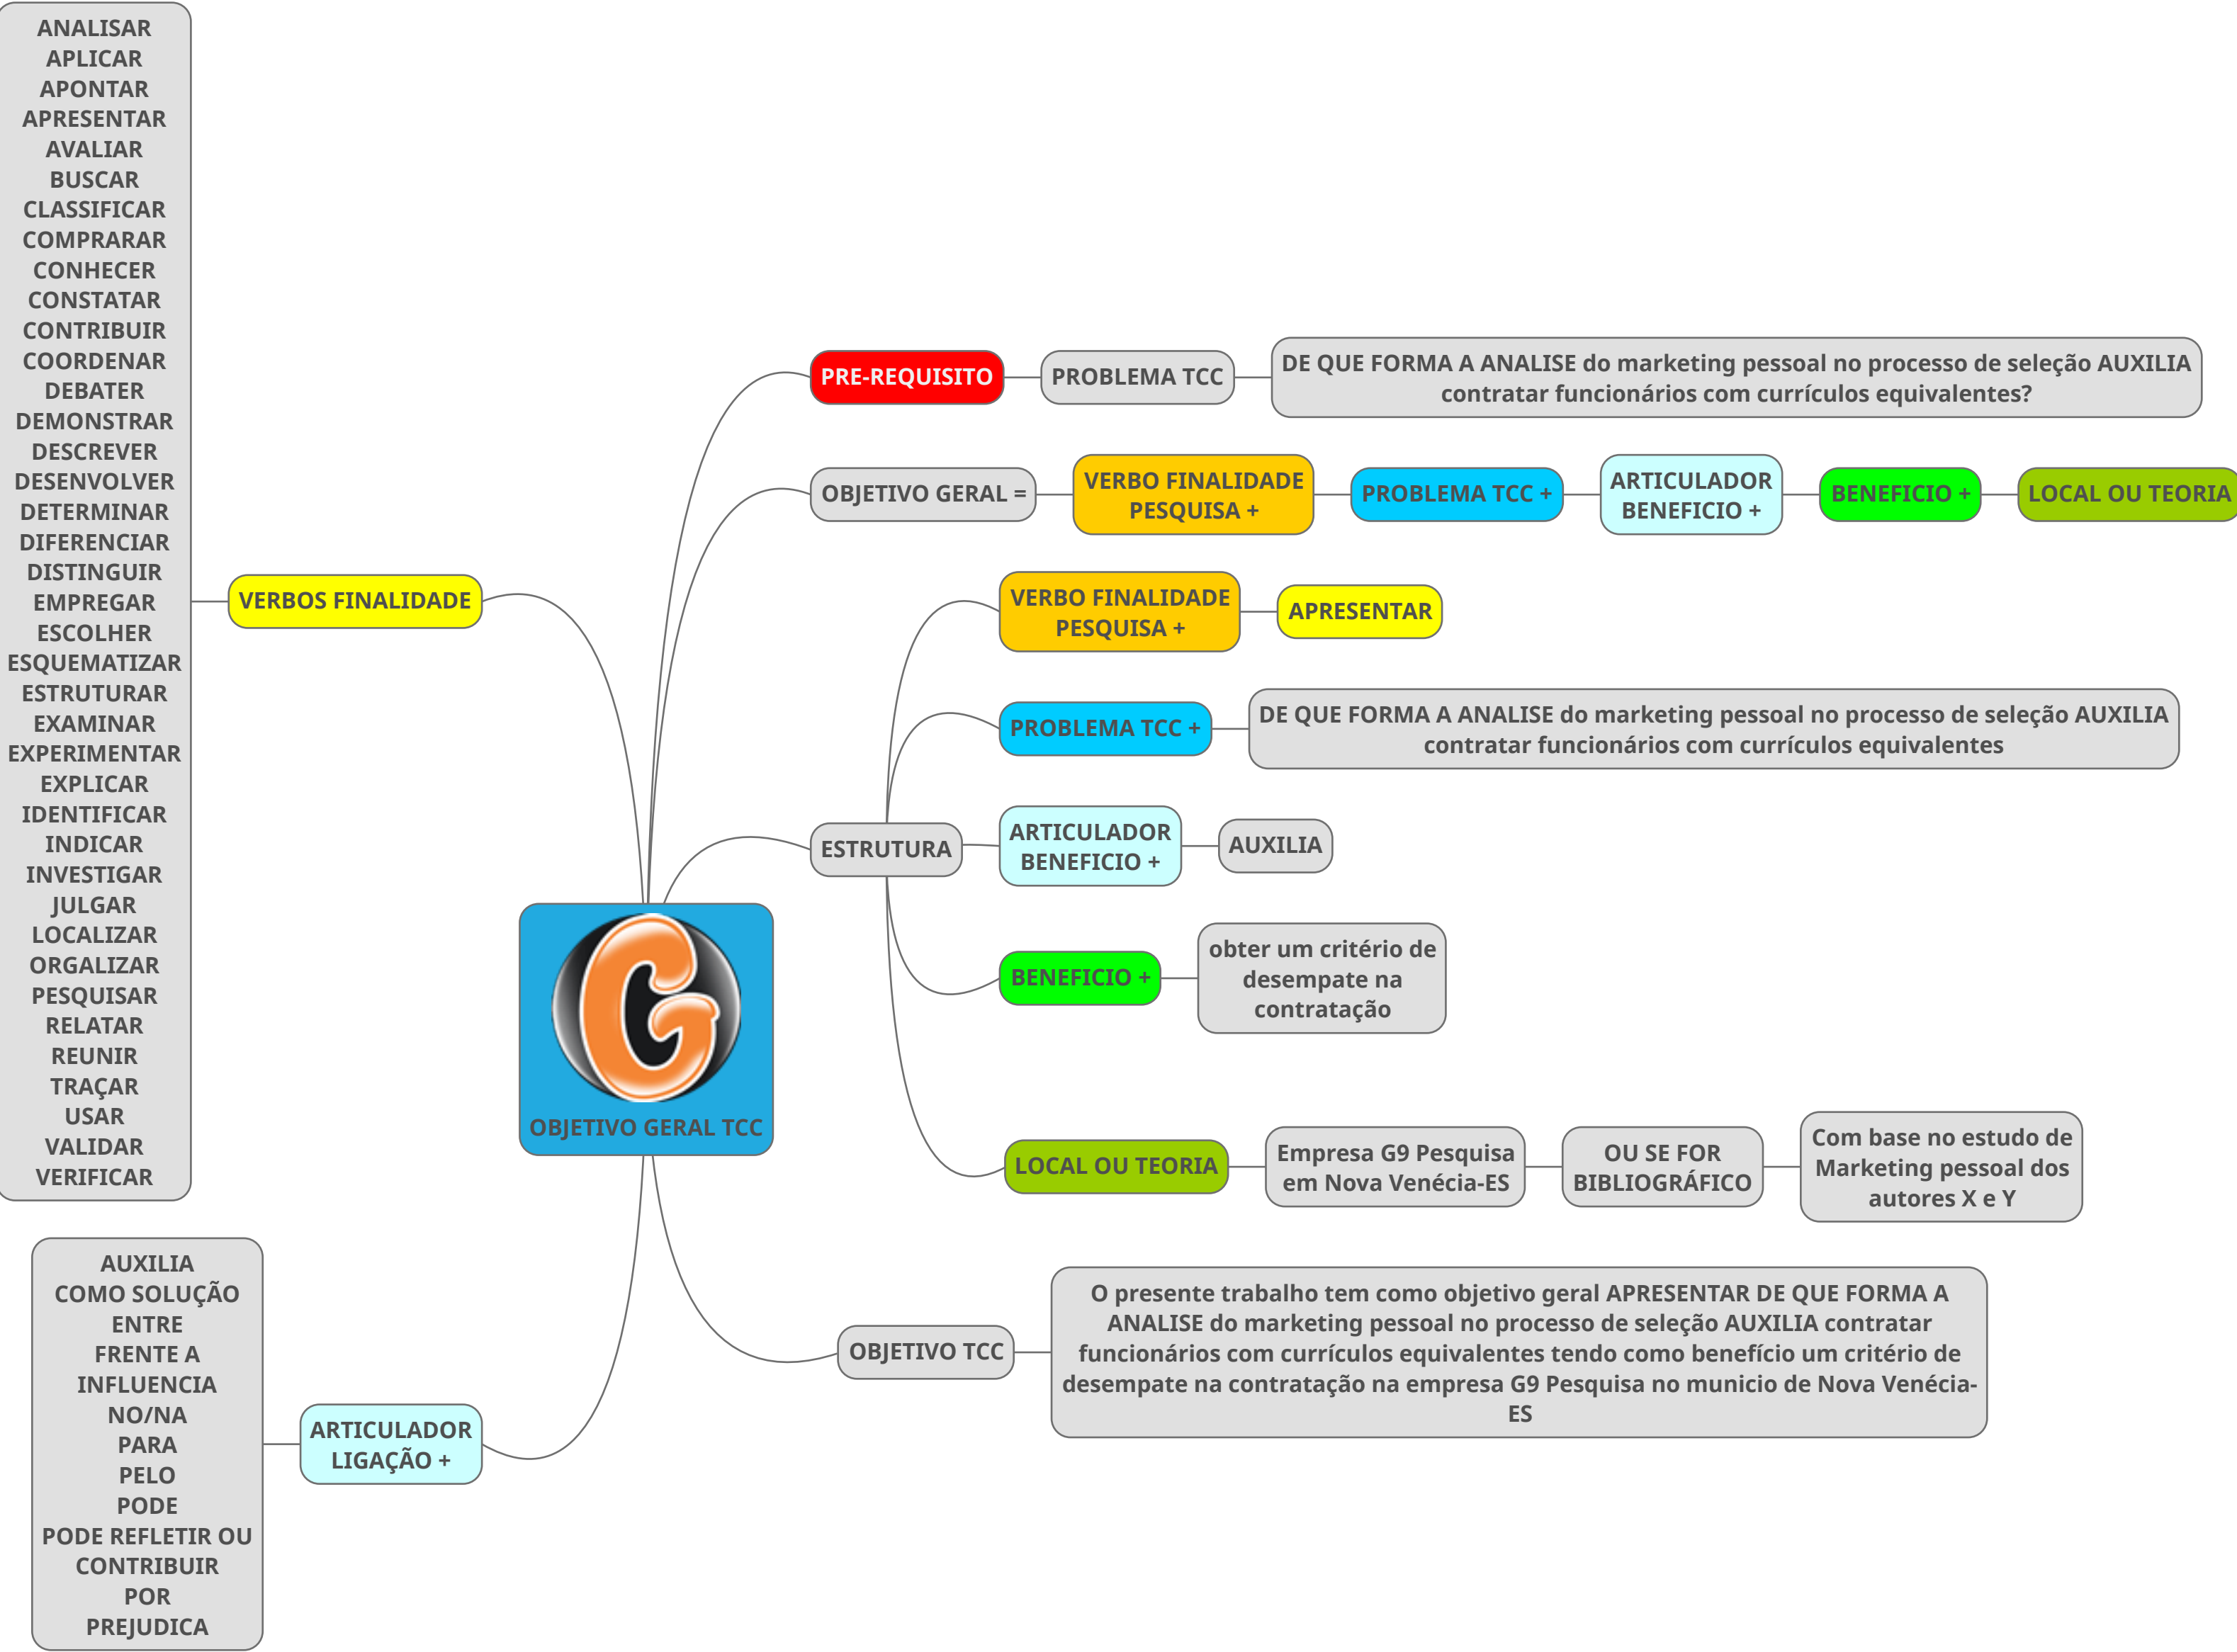 ANALISAR
APLICAR
APONTAR
APRESENTAR
AVALIAR
BUSCAR
CLASSIFICAR
COMPRARAR
CONHECER
CONSTATAR
CONTRIBUIR
COORDENAR
DEBATER
DEMONSTRAR
DESCREVER
DESENVOLVER
DETERMINAR
DIFERENCIAR
DISTINGUIR
EMPREGAR
ESCOLHER
ESQUEMATIZAR
ESTRUTURAR
EXAMINAR
EXPERIMENTAR
EXPLICAR
IDENTIFICAR
INDICAR
INVESTIGAR
JULGAR
LOCALIZAR
ORGALIZAR
PESQUISAR
RELATAR
REUNIR
TRAÇAR
USAR
VALIDAR
VERIFICAR
VERBOS FINALIDADE
AUXILIA
COMO SOLUÇÃO
ENTRE
FRENTE A
INFLUENCIA
NO/NA
PARA
PELO
PODE
PODE REFLETIR OU
CONTRIBUIR
POR
PREJUDICA
ARTICULADOR
LIGAÇÃO +
G
OBJETIVO GERAL TCC
PRE-REQUISITO
PROBLEMA TCC
DE QUE FORMA A ANALISE do marketing pessoal no processo de seleção AUXILIA
contratar funcionários com currículos equivalentes?
OBJETIVO GERAL =
VERBO FINALIDADE
PESQUISA +
PROBLEMA TCC +
ARTICULADOR
BENEFICIO +
BENEFICIO +
LOCAL OU TEORIA
ESTRUTURA
VERBO FINALIDADE
PESQUISA +
APRESENTAR
PROBLEMA TCC +
DE QUE FORMA A ANALISE do marketing pessoal no processo de seleção AUXILIA
contratar funcionários com currículos equivalentes
ARTICULADOR
BENEFICIO +
AUXILIA
BENEFICIO +
obter um critério de
desempate na
contratação
LOCAL OU TEORIA
Empresa G9 Pesquisa
em Nova Venécia-ES
OU SE FOR
BIBLIOGRÁFICO
Com base no estudo de
Marketing pessoal dos
autores X e Y
OBJETIVO TCC
O presente trabalho tem como objetivo geral APRESENTAR DE QUE FORMA A
ANALISE do marketing pessoal no processo de seleção AUXILIA contratar
funcionários com currículos equivalentes tendo como benefício um critério de
desempate na contratação na empresa G9 Pesquisa no municio de Nova Venécia-
ES